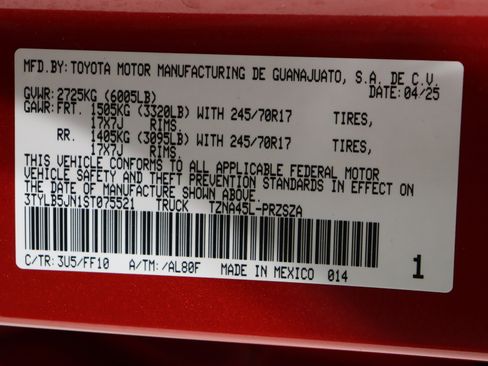 MFD.BY: TOYOTA MOTOR MANUFACTURING DE GUANAJUATO, S.A. DE C.V.
GVWR: 2725KG (6005LB) DATE: 04/25
GAWR: FRT. 1505KG (3320LB) WITH 245/70R17 TIRES,
17X7J RIMS.
RR. 1405KG (3095LB) WITH 245/70R17 TIRES,
17X7J RIMS.
THIS VEHICLE CONFORMS TO ALL APPLICABLE FEDERAL MOTOR
VEHICLE SAFETY AND THEFT PREVENTION STANDARDS IN EFFECT ON
THE DATE OF MANUFACTURE SHOWN ABOVE.
3TYLB5JN1ST075521 TRUCK TZNA45L-PRZSZA
C/TR: 3U5/FF10 A/TM: /AL80F MADE IN MEXICO 014 1